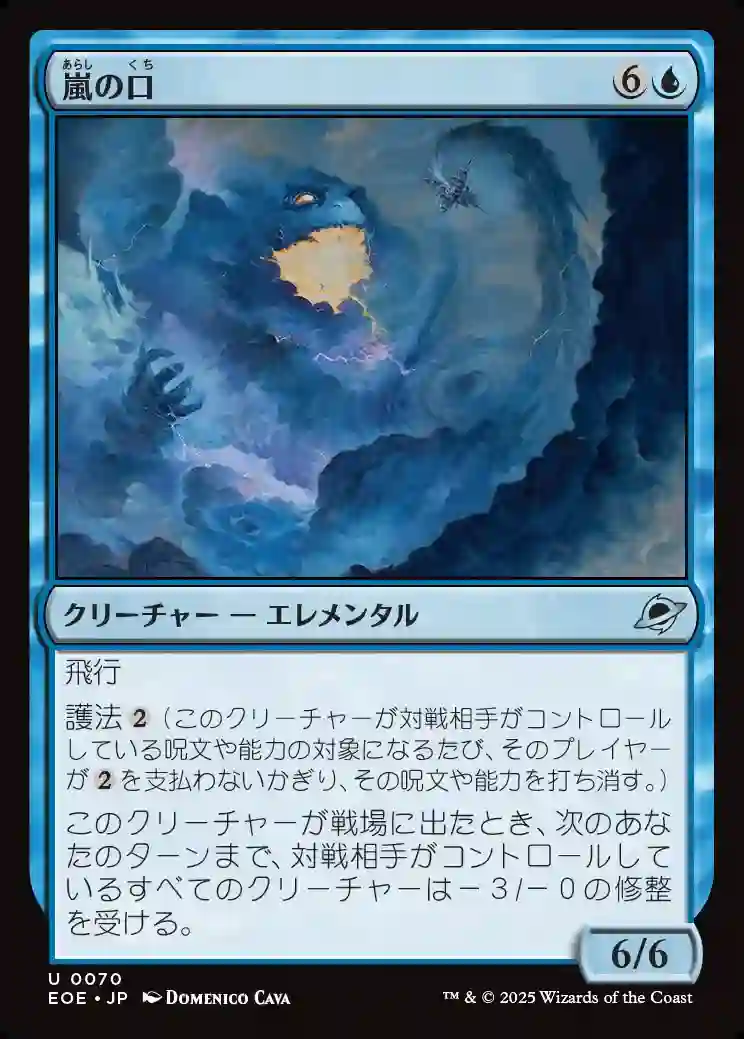 あらし くち
嵐の口 6
クリーチャー — エレメンタル
飛行
護法 2 (このクリーチャーが対戦相手がコントロール
している呪文や能力の対象になるたび、そのプレイヤー
が 2 を支払わないかぎり、その呪文や能力を打ち消す。)
このクリーチャーが戦場に出たとき、次のあな
たのターンまで、対戦相手がコントロールして
いるすべてのクリーチャーは－3/－0の修整
を受ける。
6/6
U 0070
EOE • JP Domenico Cava
™ & © 2025 Wizards of the Coast